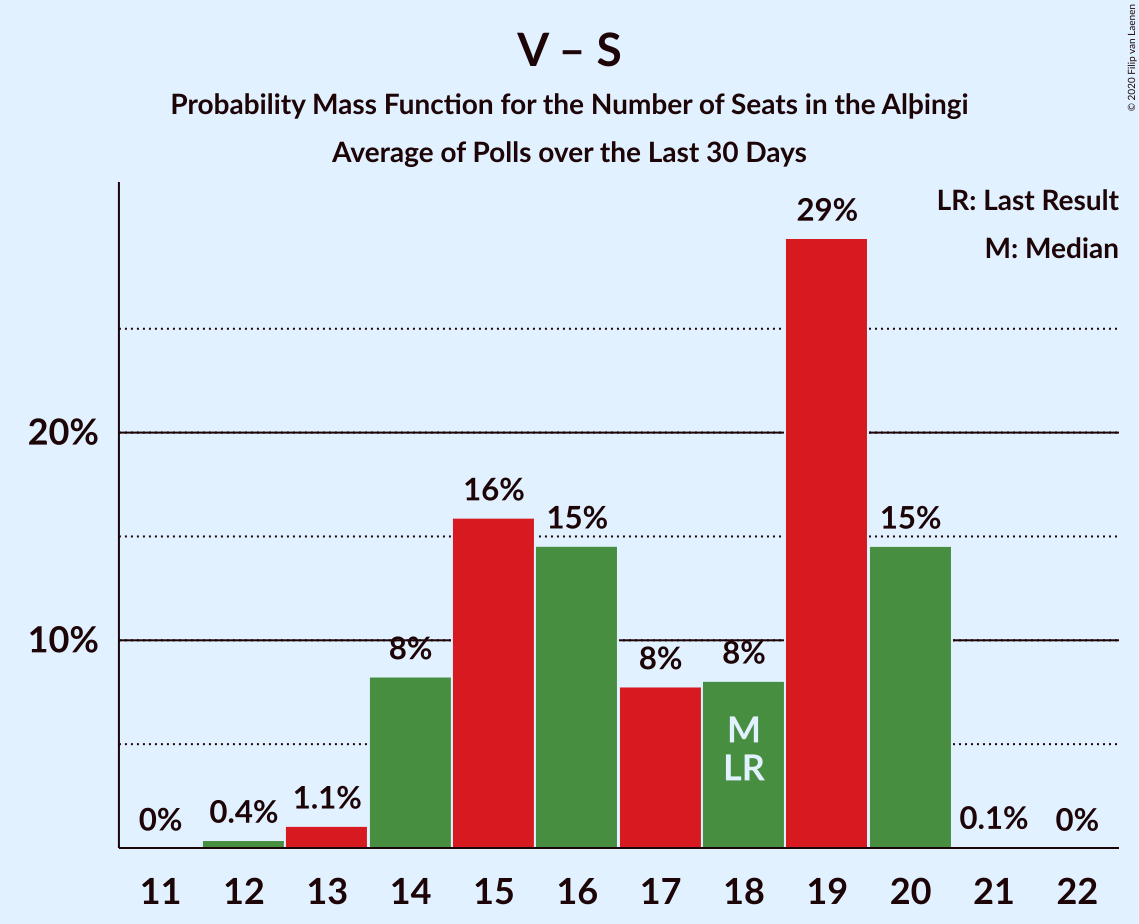 V – S
Probability Mass Function for the Number of Seats in the Alþingi
Average of Polls over the Last 30 Days
© 2020 Filip van Laenen
LR: Last Result
M: Median
20%
10%
0%
0.4%
1.1%
8%
16%
15%
8%
8%
29%
15%
0.1%
0%
M
LR
11 12 13 14 15 16 17 18 19 20 21 22